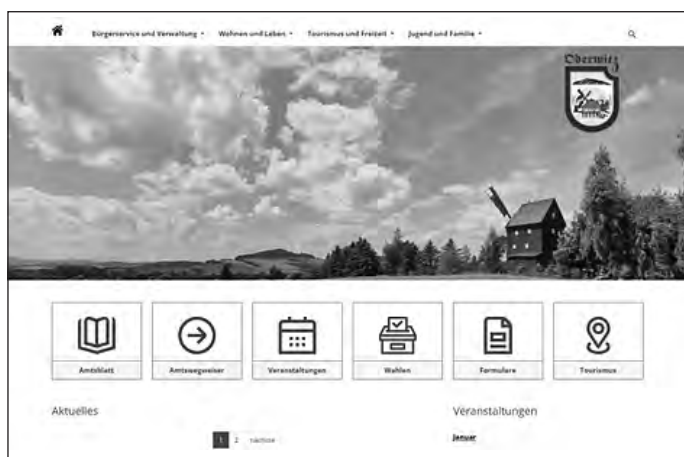 Bürgerservice und Verwaltung Wohnen und Leben Tourismus und Freizeit Jugend und Familie
Oberwitz
Amtsblatt Amtswegweiser Veranstaltungen Wahlen Formulare Tourismus
Aktuelles Veranstaltungen
1 2 nächste Januar